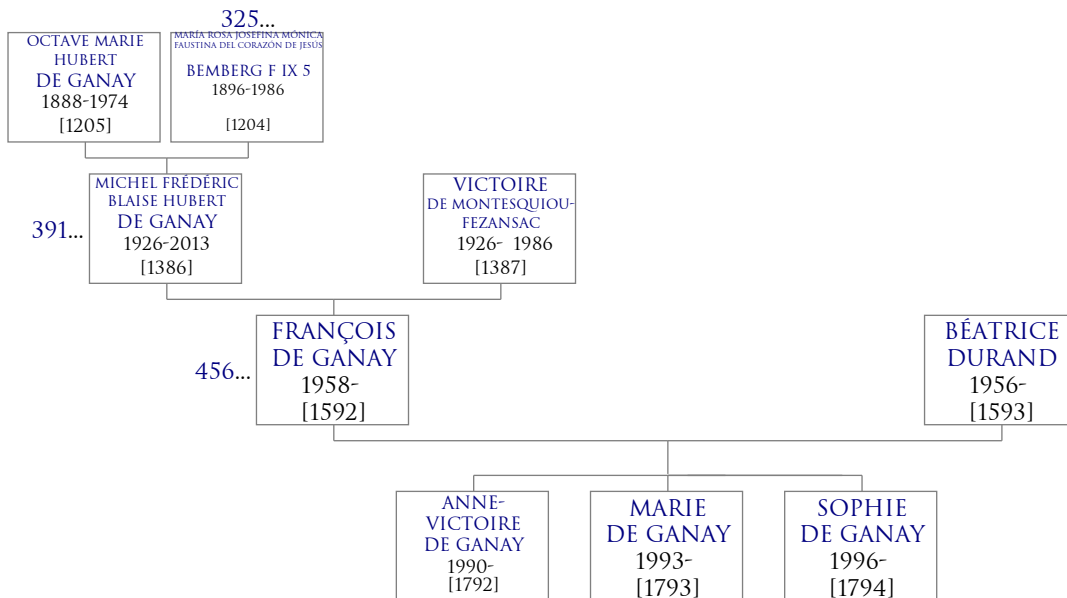 325...
OCTAVE MARIE
HUBERT
DE GANAY
1888-1974
[1205]
MARÍA ROSA JOSEFINA MÓNICA
FAUSTINA DEL CORAZÓN DE JESÚS
BEMBERG F IX 5
1896-1986
[1204]
391...
MICHEL FRÉDÉRIC
BLAISE HUBERT
DE GANAY
1926-2013
[1386]
VICTOIRE
DE MONTESQUIOU-
FEZANSAC
1926- 1986
[1387]
456...
FRANÇOIS
DE GANAY
1958-
[1592]
BÉATRICE
DURAND
1956-
[1593]
ANNE-
VICTOIRE
DE GANAY
1990-
[1792]
MARIE
DE GANAY
1993-
[1793]
SOPHIE
DE GANAY
1996-
[1794]